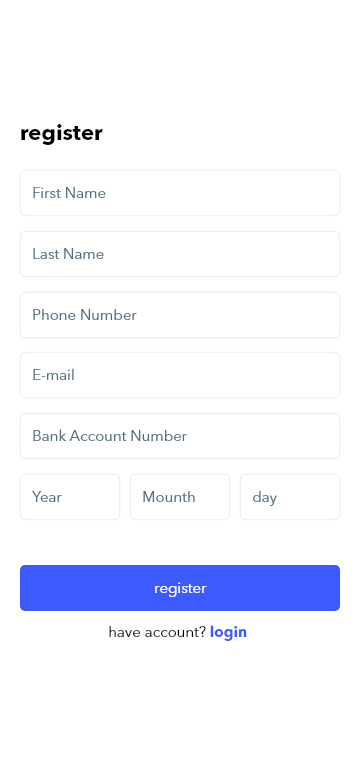 register
First Name
Last Name
Phone Number
E-mail
Bank Account Number
Year Mounth day
register
have account? login